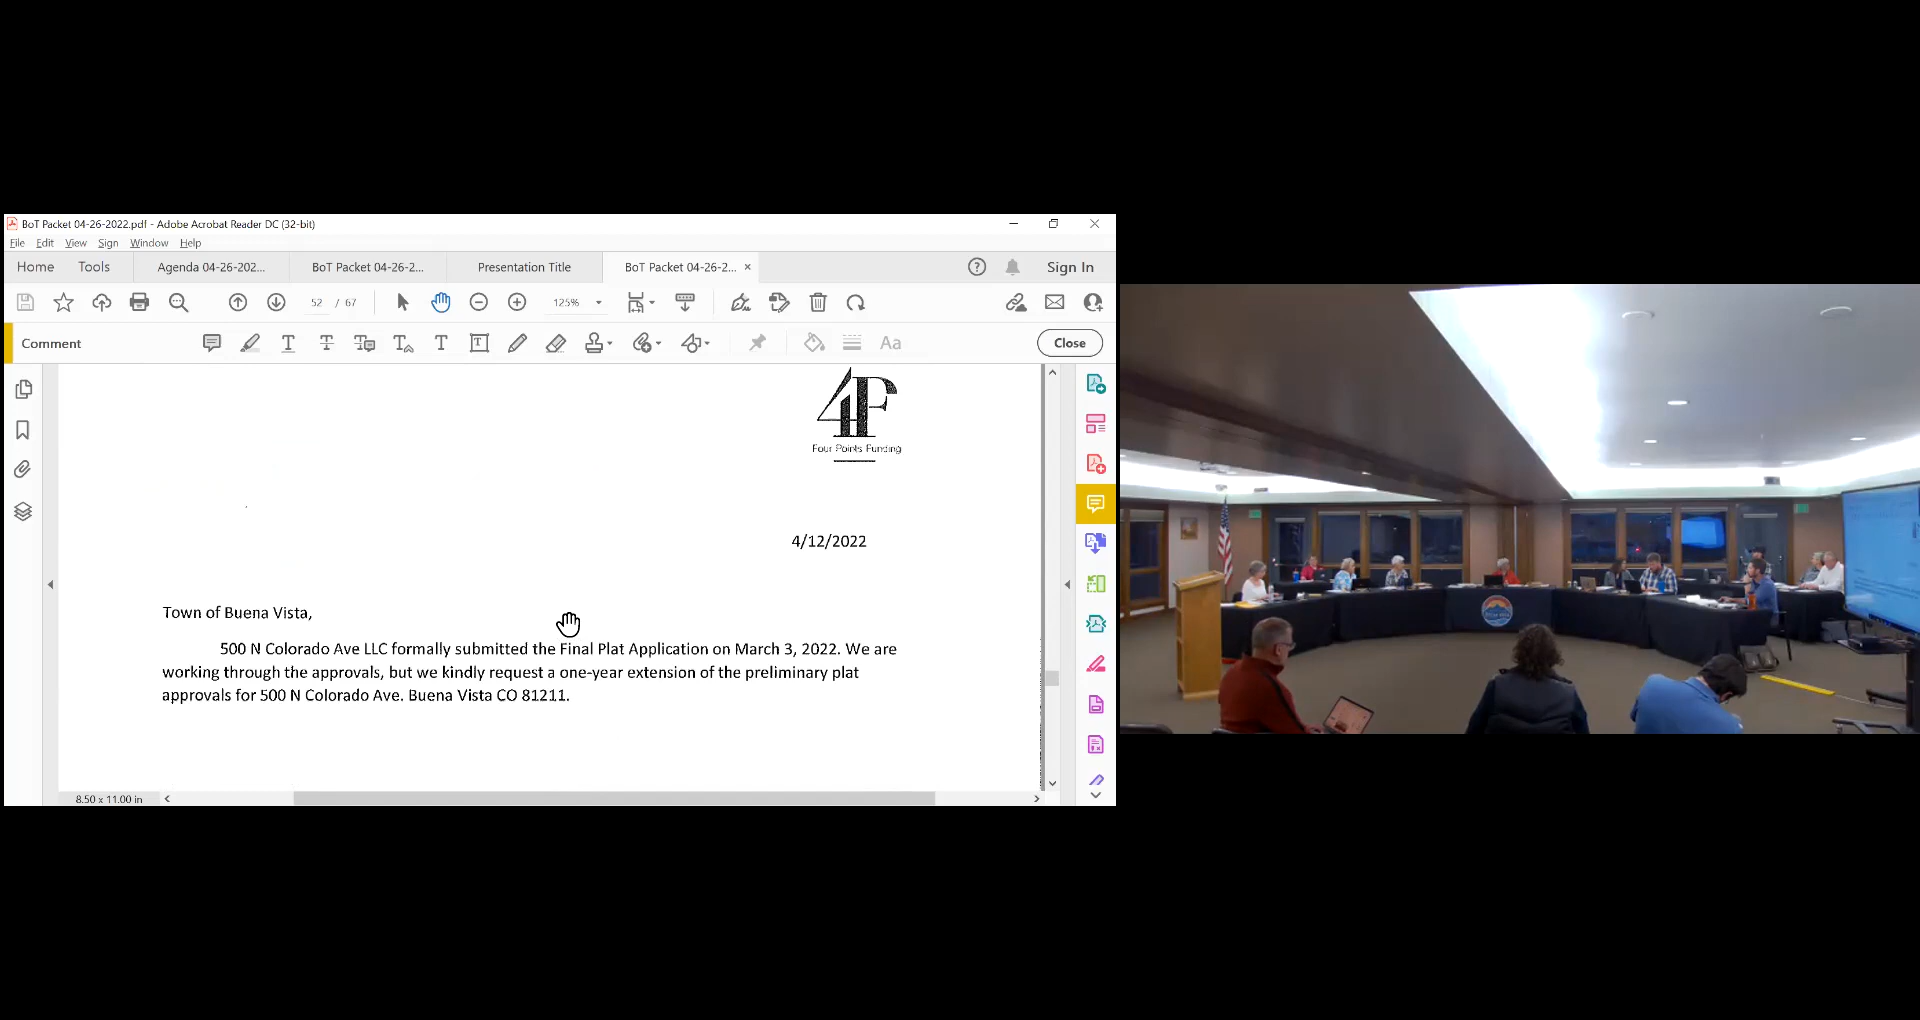 BoT Packet 04-26-2022.pdf - Adobe Acrobat Reader DC (32-bit)
File Edit View Sign Window Help
Home Tools Agenda 04-26-202... BoT Packet 04-26-2... Presentation Title BoT Packet 04-26-2... × Sign In
52 / 67 125%
Comment Aa Close
4PF
Four Points Funding
4/12/2022
Town of Buena Vista,
500 N Colorado Ave LLC formally submitted the Final Plat Application on March 3, 2022. We are
working through the approvals, but we kindly request a one-year extension of the preliminary plat
approvals for 500 N Colorado Ave. Buena Vista CO 81211.
8.50 x 11.00 in